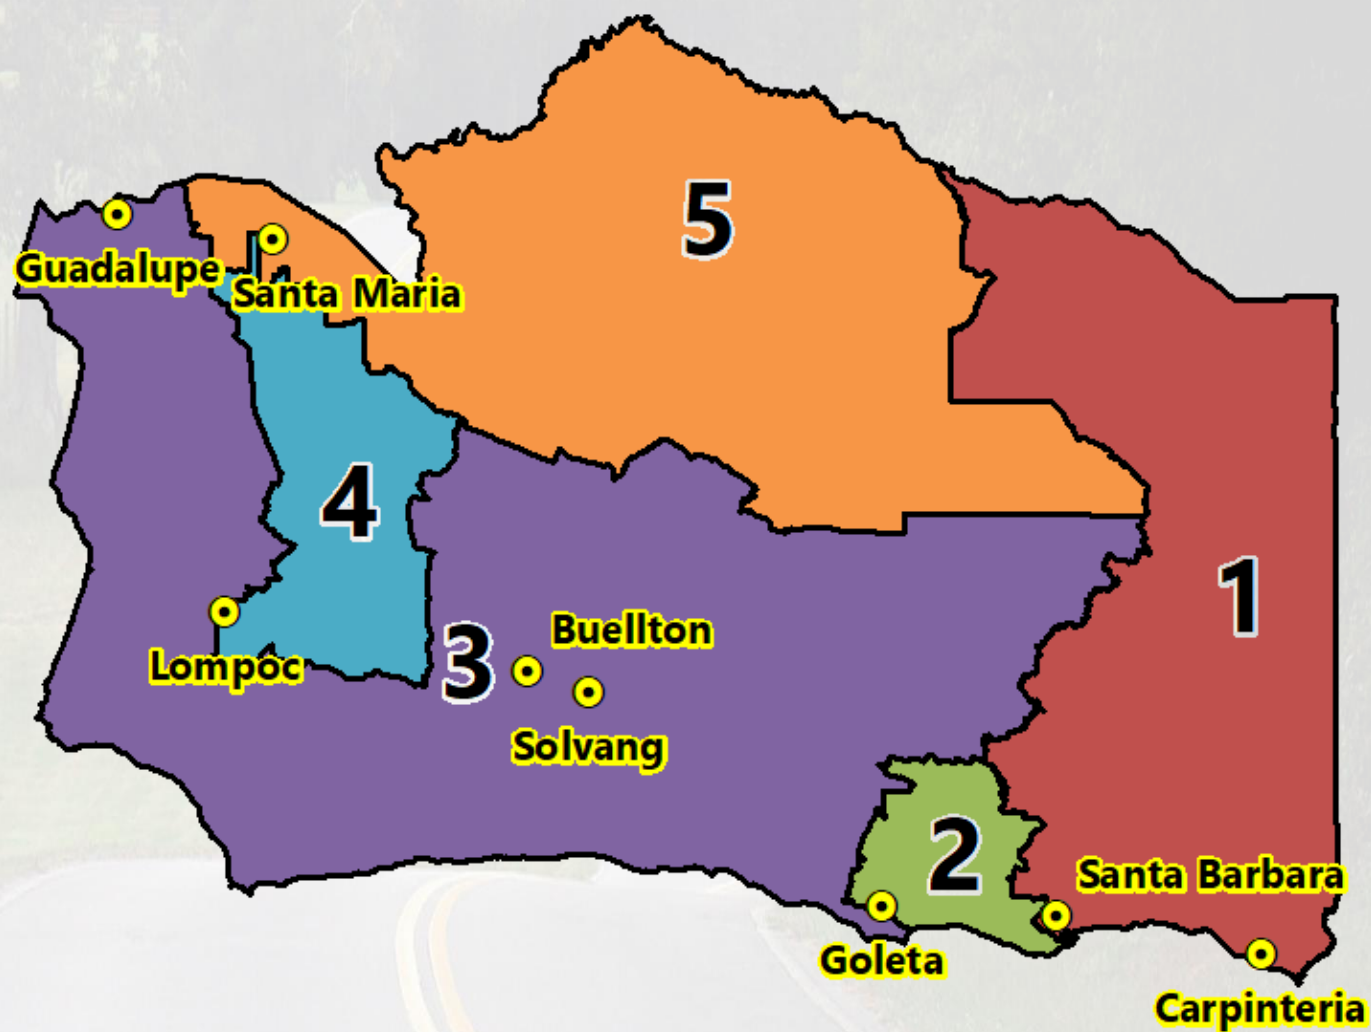 5
Guadalupe
Santa Maria
4
1
Buellton
3
Lompoc
Solvang
2
Santa Barbara
Goleta
Carpinteria